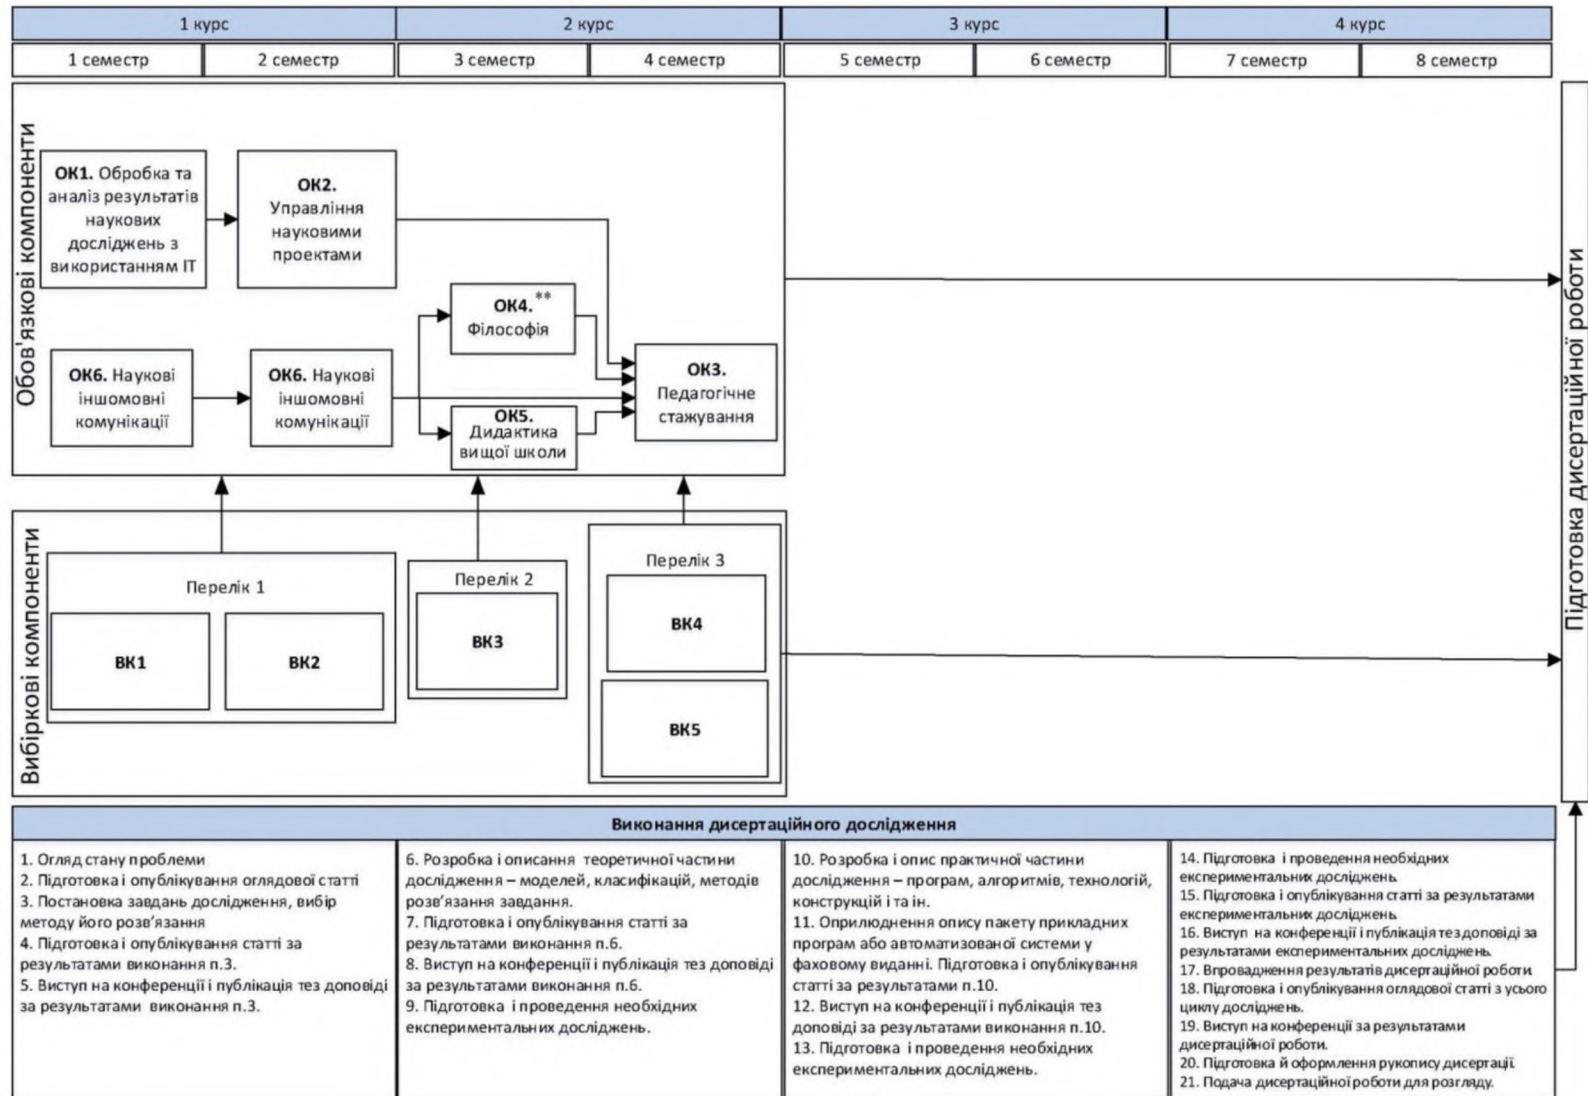 1 курс
2 курс
3 курс
4 курс
1 семестр
2 семестр
3 семестр
4 семестр
5 семестр
6 семестр
7 семестр
8 семестр
Обов'язкові компоненти
ОК1. Обробка та
аналіз результатів
наукових
досліджень з
використанням ІТ
ОК2.
Управління
науковими
проектами
ОК4. **
Філософія
ОК6. Наукові
іншомовні
комунікації
ОК6. Наукові
іншомовні
комунікації
ОК5.
Дидактика
вищої школи
ОК3.
Педагогічне
стажування
Підготовка дисертаційної роботи
Вибіркові компоненти
Перелік 1
ВК1
ВК2
Перелік 2
ВК3
Перелік 3
ВК4
ВК5
Виконання дисертаційного дослідження
1. Огляд стану проблеми
2. Підготовка і опублікування оглядової статті
3. Постановка завдань дослідження, вибір
методу його розв'язання
4. Підготовка і опублікування статті за
результатами виконання п.3.
5. Виступ на конференції і публікація тез доповіді
за результатами виконання п.3.
6. Розробка і описання теоретичної частини
дослідження – моделей, класифікацій, методів
розв'язання завдання.
7. Підготовка і опублікування статті за
результатами виконання п.6.
8. Виступ на конференції і публікація тез доповіді
за результатами виконання п.6.
9. Підготовка і проведення необхідних
експериментальних досліджень.
10. Розробка і опис практичної частини
дослідження – програм, алгоритмів, технологій,
конструкцій і та ін.
11. Оприлюднення опису пакету прикладних
програм або автоматизованої системи у
фаховому виданні. Підготовка і опублікування
статті за результати п.10.
12. Виступ на конференції і публікація тез
доповіді за результатами виконання п.10.
13. Підготовка і проведення необхідних
експериментальних досліджень.
14. Підготовка і проведення необхідних
експериментальних досліджень.
15. Підготовка і опублікування статті за результатами
експериментальних досліджень.
16. Виступ на конференції і публікація тез доповіді за
результатами експериментальних досліджень.
17. Впровадження результатів дисертаційної роботи.
18. Підготовка і опублікування оглядової статті з усього
циклу досліджень.
19. Виступ на конференції за результатами
дисертаційної роботи.
20. Підготовка й оформлення рукопису дисертації.
21. Подача дисертаційної роботи для розгляду.